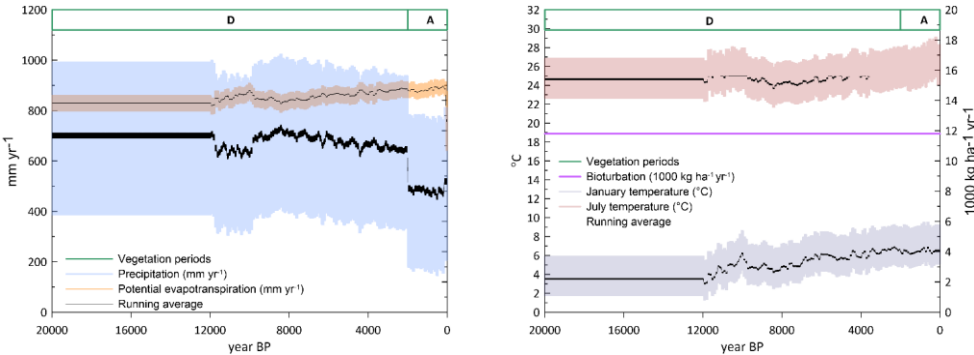 1200
1000
800
600
400
200
0
mm yr⁻¹
D
A
Vegetation periods
Precipitation (mm yr⁻¹)
Potential evapotranspiration (mm yr⁻¹)
Running average
20000
16000
12000
8000
4000
0
year BP
32
30
28
26
24
22
20
18
16
14
12
10
8
6
4
2
0
°C
D
A
Vegetation periods
Bioturbation (1000 kg ha⁻¹yr⁻¹)
January temperature (°C)
July temperature (°C)
Running average
20
18
16
14
12
10
8
6
4
2
0
1000 kg ha⁻¹ yr⁻¹
20000
16000
12000
8000
4000
0
year BP